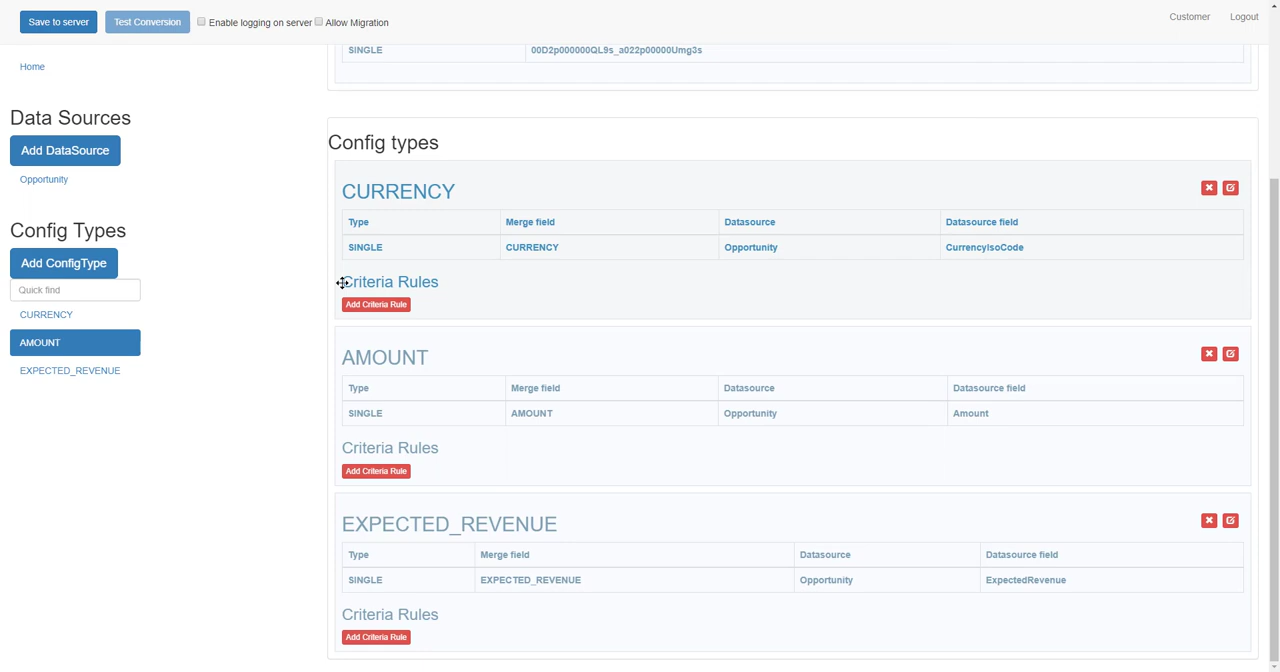 Save to server Test Conversion Enable logging on server Allow Migration Customer Logout
SINGLE 00D2p000000QL9s_a022p00000Umg3s
Home
Data Sources
Add DataSource
Opportunity
Config Types
Add ConfigType
Quick find
CURRENCY
AMOUNT
EXPECTED_REVENUE
Config types
CURRENCY
Type Merge field Datasource Datasource field
SINGLE CURRENCY Opportunity CurrencyIsoCode
Criteria Rules
Add Criteria Rule
AMOUNT
Type Merge field Datasource Datasource field
SINGLE AMOUNT Opportunity Amount
Criteria Rules
Add Criteria Rule
EXPECTED_REVENUE
Type Merge field Datasource Datasource field
SINGLE EXPECTED_REVENUE Opportunity ExpectedRevenue
Criteria Rules
Add Criteria Rule